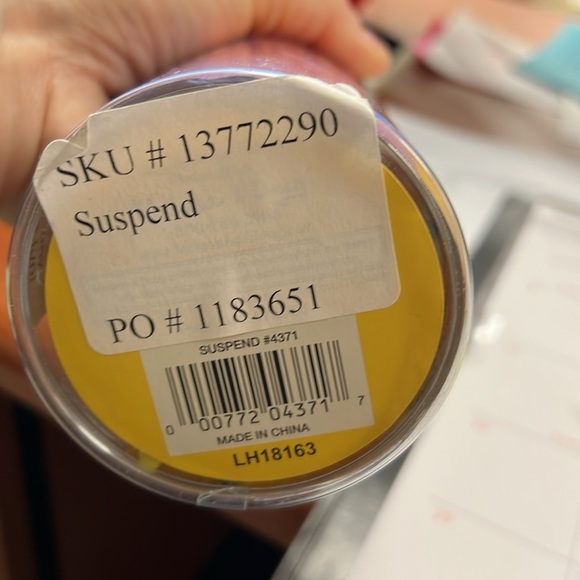 SKU # 13772290
Suspend
PO # 1183651
SUSPEND #4371
0 00772 04371 7
MADE IN CHINA
LH18163